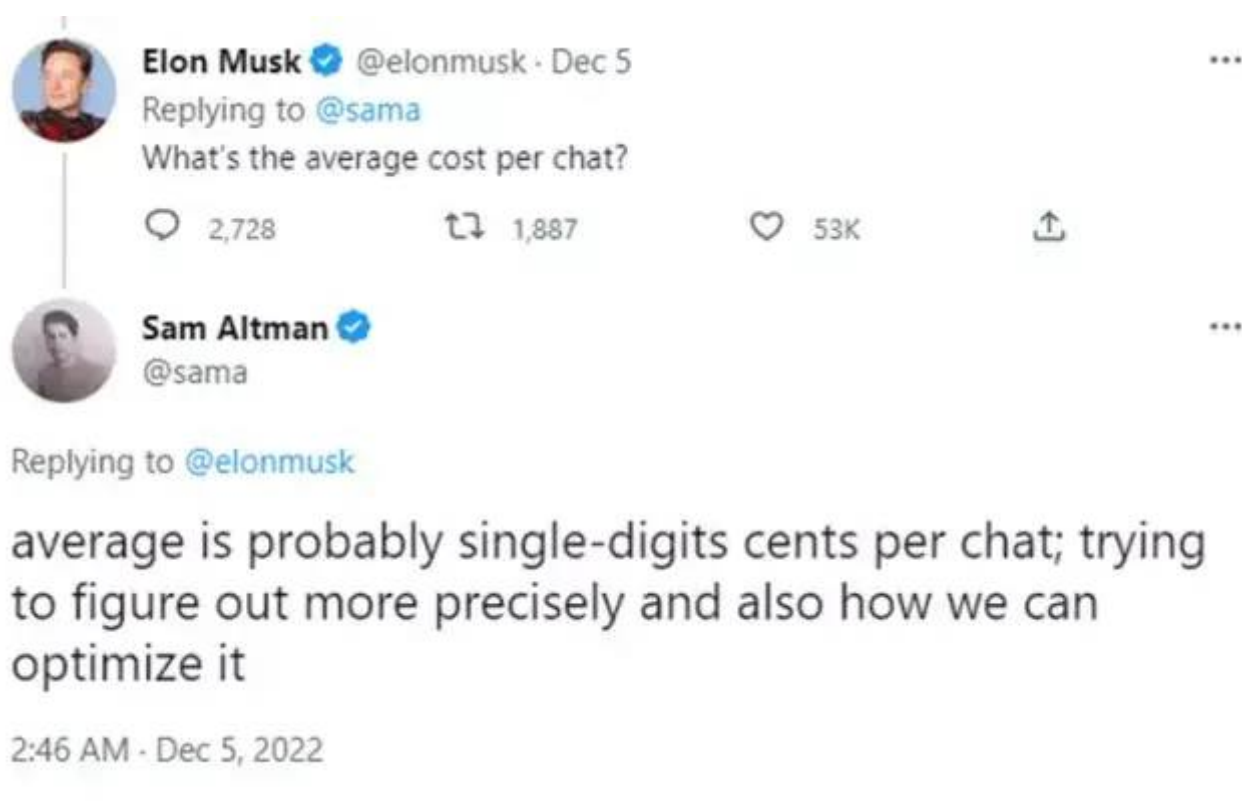 Elon Musk @elonmusk · Dec 5
Replying to @sama
What's the average cost per chat?
2,728 1,887 53K
Sam Altman
@sama
Replying to @elonmusk
average is probably single-digits cents per chat; trying
to figure out more precisely and also how we can
optimize it
2:46 AM · Dec 5, 2022